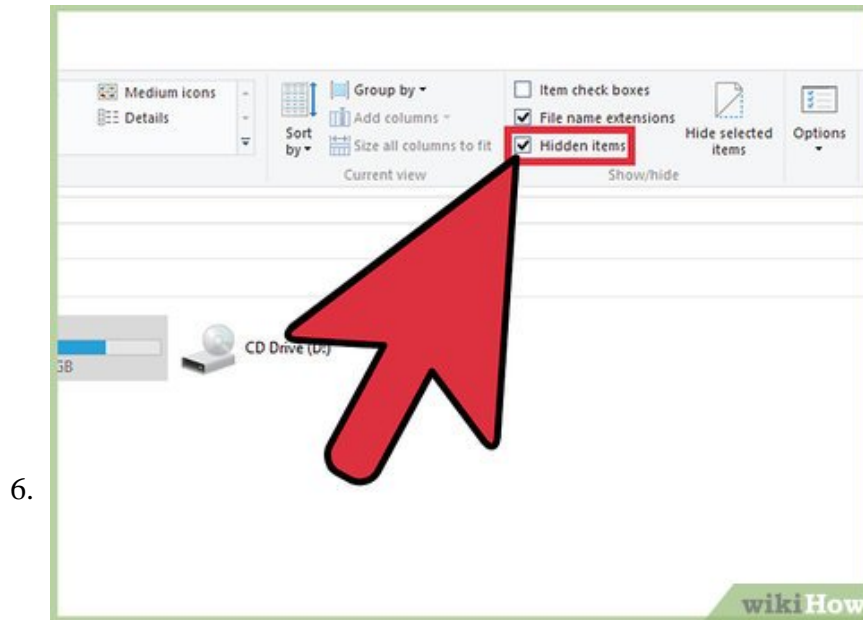 Medium icons
Details
Sort by
Group by
Add columns
Size all columns to fit
Current view
Item check boxes
File name extensions
Hidden items
Hide selected items
Options
Show/hide
GB
CD Drive (D:)
6.
wikiHow